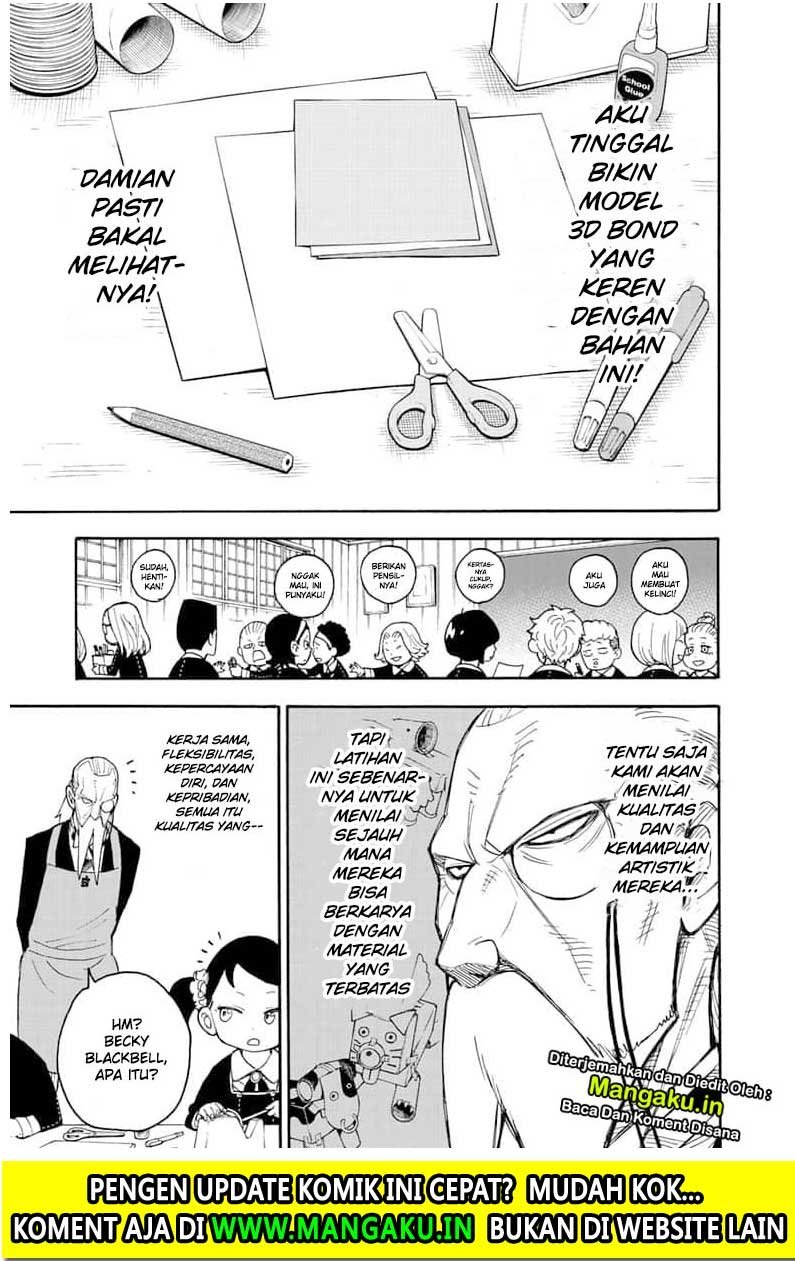 School
Glue
AKU
TINGGAL
BIKIN
MODEL
3D BOND
YANG
KEREN
DENGAN
BAHAN
INI!
DAMIAN
PASTI
BAKAL
MELIHAT-
NYA!
AKU
MAU
MEMBUAT
KELINCI!
AKU
JUGA
KERTAS-
NYA
CUKUP,
NGGAK?
BERIKAN
PENSIL-
NYA!
NGGAK
MAU, INI
PUNYAKU!
SUDAH,
HENTI-
KAN!
TENTU SAJA
KAMI AKAN
MENILAI
KUALITAS
DAN
KEMAMPUAN
ARTISTIK
MEREKA...
TAPI
LATIHAN
INI SEBENAR-
NYA UNTUK
MENILAI
SEJAUH
MANA
MEREKA
BISA
BERKARYA
DENGAN
MATERIAL
YANG
TERBATAS
KERJA SAMA,
FLEKSIBILITAS,
KEPERCAYAAN
DIRI, DAN
KEPRIBADIAN,
SEMUA ITU
KUALITAS YANG--
HM?
BECKY
BLACKBELL,
APA ITU?
Diterjemahkan dan Diedit Oleh :
Mangaku.in
Baca Dan Koment Disana
PENGEN UPDATE KOMIK INI CEPAT? MUDAH KOK...
KOMENT AJA DI WWW.MANGAKU.IN BUKAN DI WEBSITE LAIN